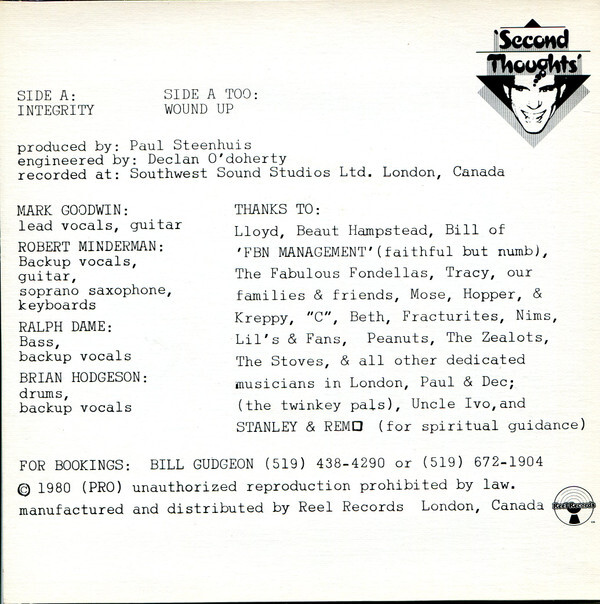 'Second
Thoughts'
SIDE A: SIDE A TOO:
INTEGRITY WOUND UP
produced by: Paul Steenhuis
engineered by: Declan O'doherty
recorded at: Southwest Sound Studios Ltd. London, Canada
MARK GOODWIN:
lead vocals, guitar
ROBERT MINDERMAN:
Backup vocals,
guitar,
soprano saxophone,
keyboards
RALPH DAME:
Bass,
backup vocals
BRIAN HODGESON:
drums,
backup vocals
THANKS TO:
Lloyd, Beaut Hampstead, Bill of
'FBN MANAGEMENT'(faithful but numb),
The Fabulous Fondellas, Tracy, our
families & friends, Mose, Hopper, &
Kreppy, "C", Beth, Fracturites, Nims,
Lil's & Fans, Peanuts, The Zealots,
The Stoves, & all other dedicated
musicians in London, Paul & Dec;
(the twinkey pals), Uncle Ivo,and
STANLEY & REMO (for spiritual guidance)
FOR BOOKINGS: BILL GUDGEON (519) 438-4290 or (519) 672-1904
© 1980 (PRO) unauthorized reproduction prohibited by law.
manufactured and distributed by Reel Records London, Canada
Reel Records